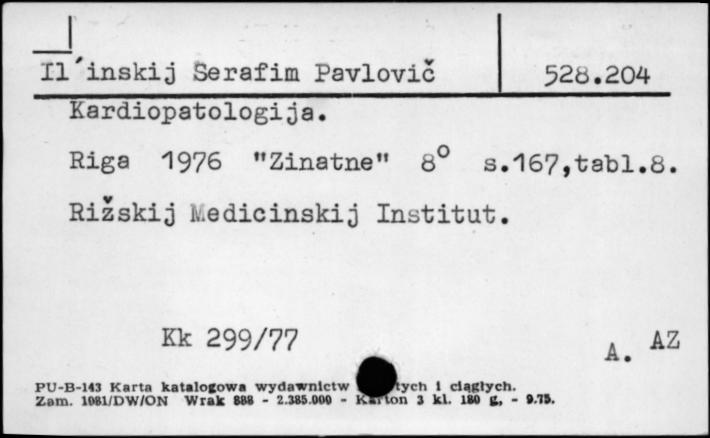 Il´inskij Serafim Pavlovič 528.204
Kardiopatologija.
Riga 1976 "Zinatne" 8° s.167,tabl.8.
Rižskij Medicinskij Institut.
Kk 299/77
A. AZ
PU-B-143 Karta katalogowa wydawnictw tych i ciągłych.
Zam. 1081/DW/ON Wrak 888 - 2.385.000 - Karton 3 kl. 180 g, - 9.75.